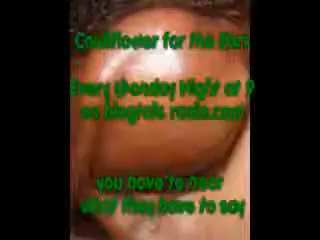 Cauliflower for the Ears
Every Monday Night at 9
on blogtalk radio.com
you have to hear
what they have to say